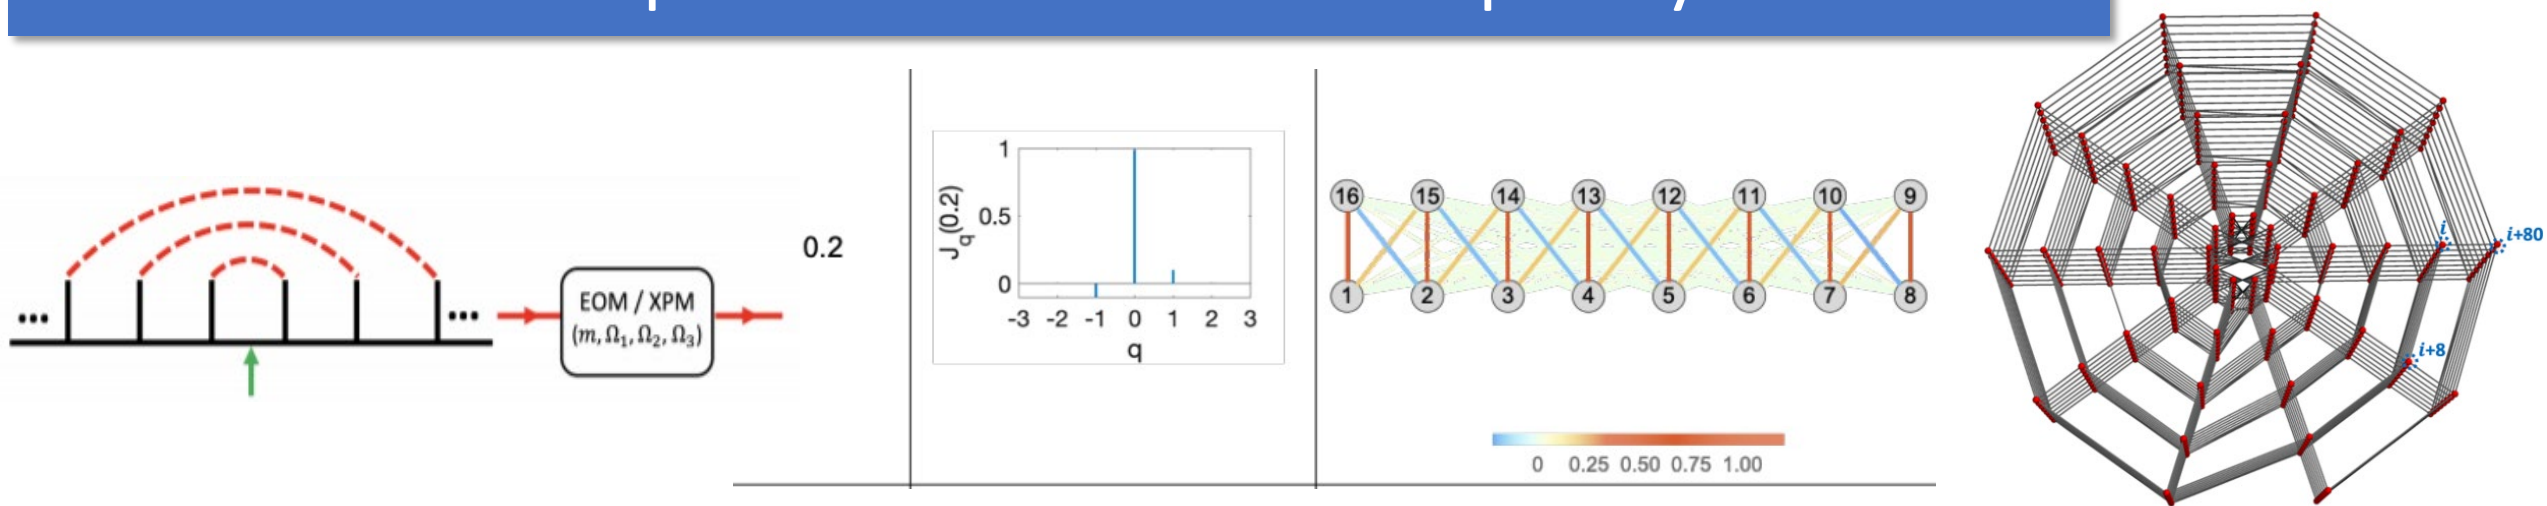 ...
...
EOM / XPM
(m, Ω₁, Ω₂, Ω₃)
0.2
1
0.5
0
J_q(0.2)
-3 -2 -1 0 1 2 3
q
16 15 14 13 12 11 10 9
1 2 3 4 5 6 7 8
0 0.25 0.50 0.75 1.00
i
i+80
i+8